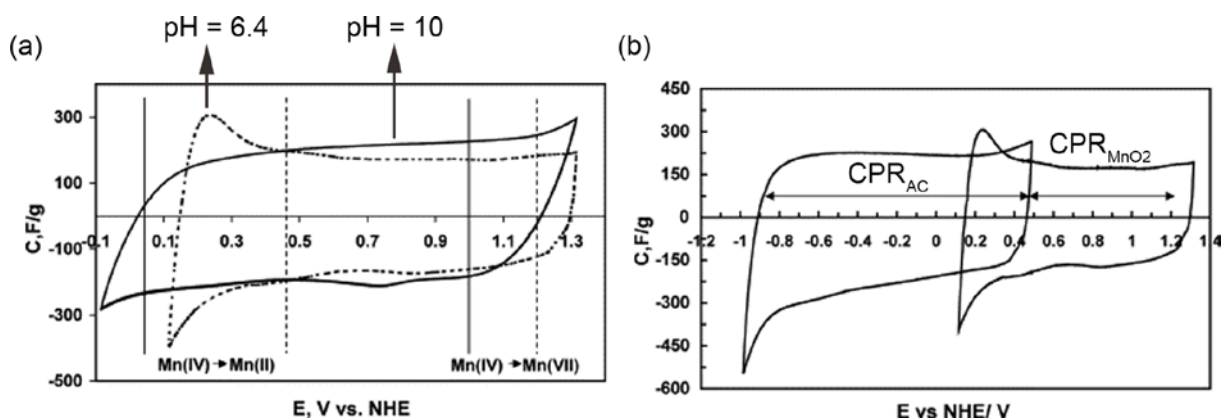 (a)
pH = 6.4
pH = 10
300
100
-100
-300
-500
C,F/g
-0.1
0.1
0.3
0.5
0.7
0.9
1.1
1.3
Mn(IV)→Mn(II)
Mn(IV)→Mn(VII)
E, V vs. NHE
(b)
450
300
150
0
-150
-300
-450
-600
C,F/g
CPR_AC
CPR_MnO2
-1.2
-1
-0.8
-0.6
-0.4
-0.2
0
0.2
0.4
0.6
0.8
1
1.2
1.4
E vs NHE/ V